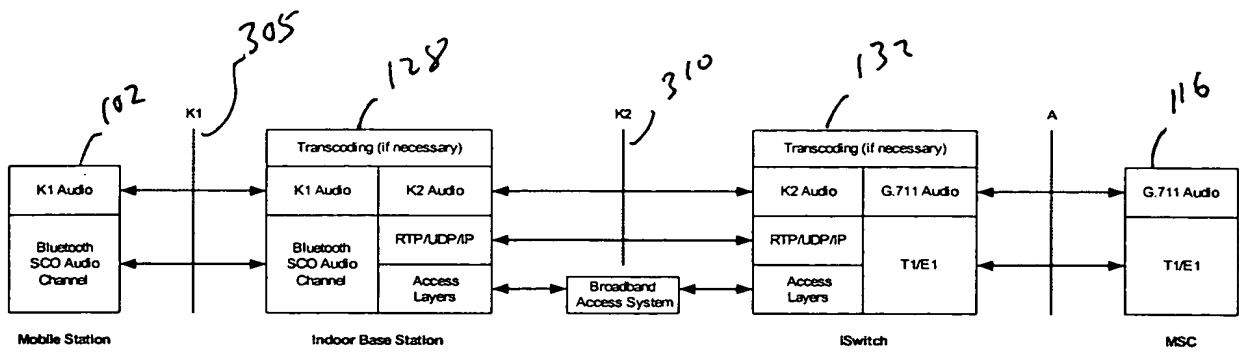 305
128
310
132
116
102
K1
K2
A
Transcoding (if necessary)
Transcoding (if necessary)
K1 Audio
K1 Audio
K2 Audio
K2 Audio
G.711 Audio
G.711 Audio
Bluetooth
SCO Audio
Channel
Bluetooth
SCO Audio
Channel
RTP/UDP/IP
Access
Layers
Broadband
Access System
RTP/UDP/IP
Access
Layers
T1/E1
T1/E1
Mobile Station
Indoor Base Station
ISwitch
MSC